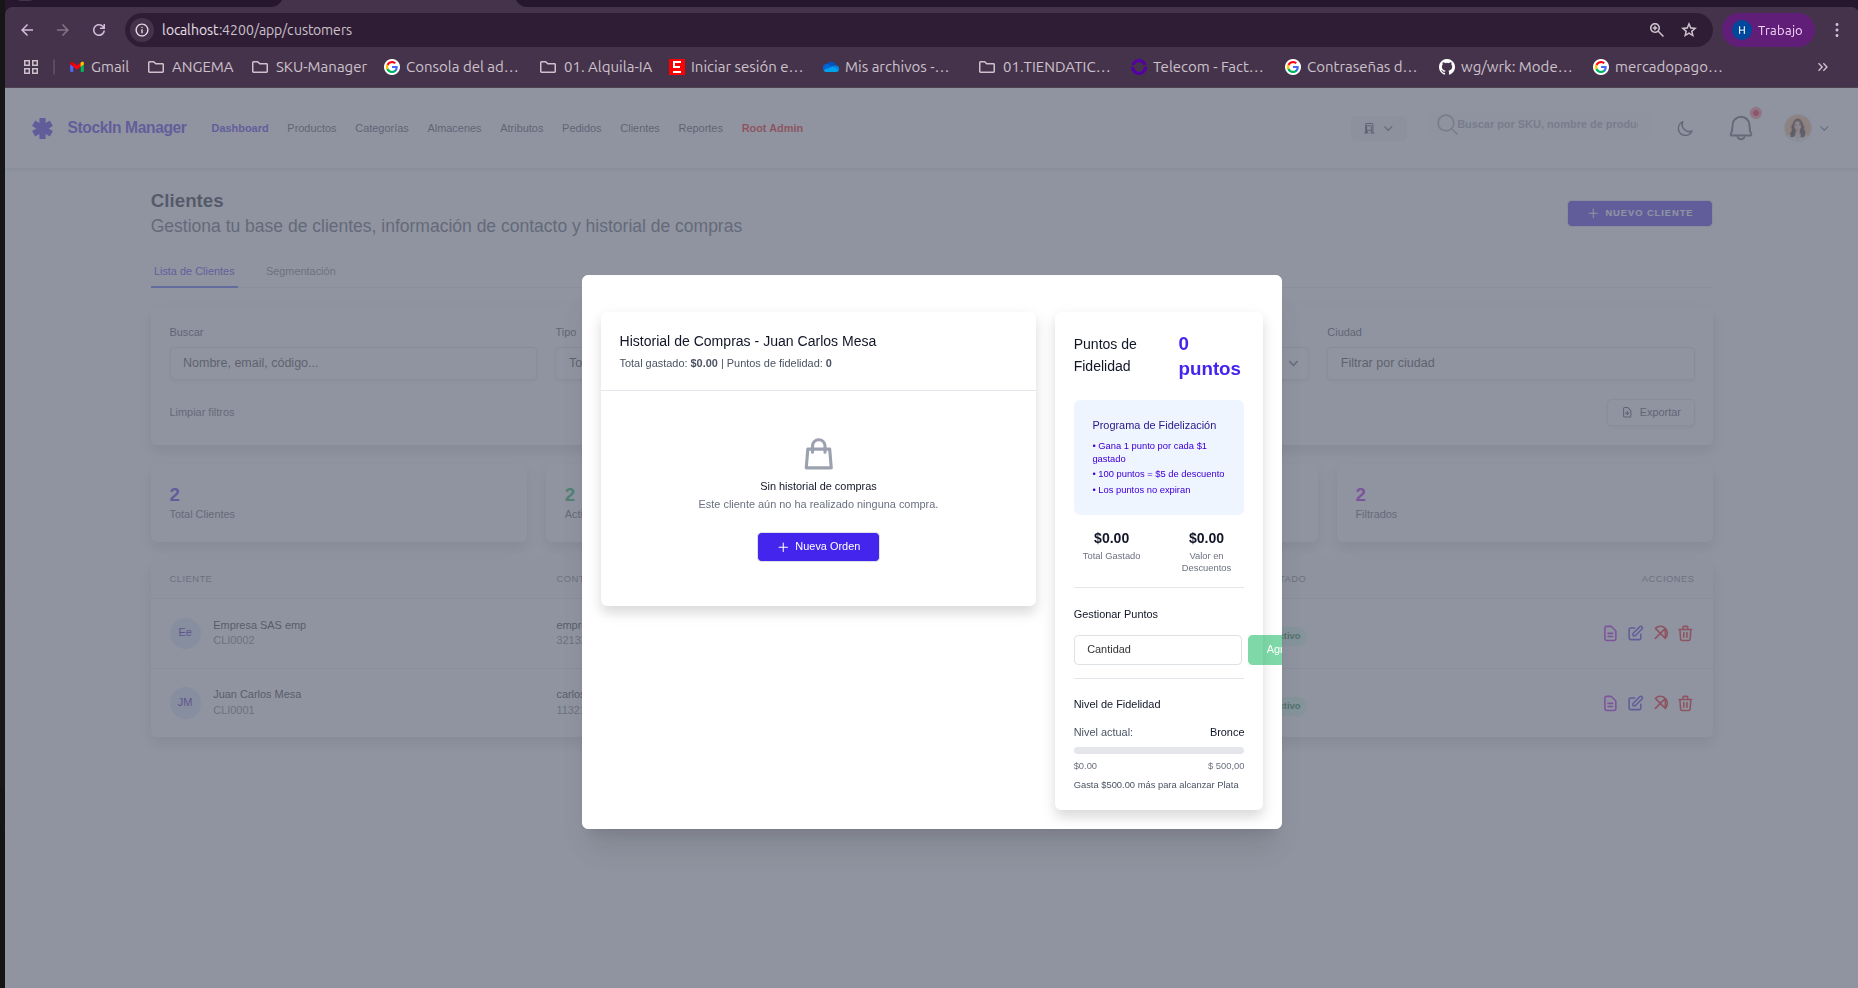 localhost:4200/app/customers
H Trabajo
Gmail ANGEMA SKU-Manager Consola del ad... 01. Alquila-IA Iniciar sesión e... Mis archivos -... 01.TIENDATIC... Telecom - Fact... Contraseñas d... wg/wrk: Mode... mercadopago... »
StockIn Manager Dashboard Productos Categorías Almacenes Atributos Pedidos Clientes Reportes Root Admin Buscar por SKU, nombre de produ
Clientes
Gestiona tu base de clientes, información de contacto y historial de compras
NUEVO CLIENTE
Lista de Clientes Segmentación
Buscar Tipo Ciudad
Nombre, email, código... To Filtrar por ciudad
Limpiar filtros Exportar
2 2 2
Total Clientes Acti Filtrados
CLIENTE CONT TADO ACCIONES
Ee Empresa SAS emp empr ctivo
CLI0002 3213
JM Juan Carlos Mesa carlos ctivo
CLI0001 1132
Historial de Compras - Juan Carlos Mesa
Total gastado: $0.00 | Puntos de fidelidad: 0
Sin historial de compras
Este cliente aún no ha realizado ninguna compra.
Nueva Orden
Puntos de
Fidelidad
0
puntos
Programa de Fidelización
• Gana 1 punto por cada $1
gastado
• 100 puntos = $5 de descuento
• Los puntos no expiran
$0.00 $0.00
Total Gastado Valor en
Descuentos
Gestionar Puntos
Cantidad Agr
Nivel de Fidelidad
Nivel actual: Bronce
$0.00 $ 500,00
Gasta $500.00 más para alcanzar Plata